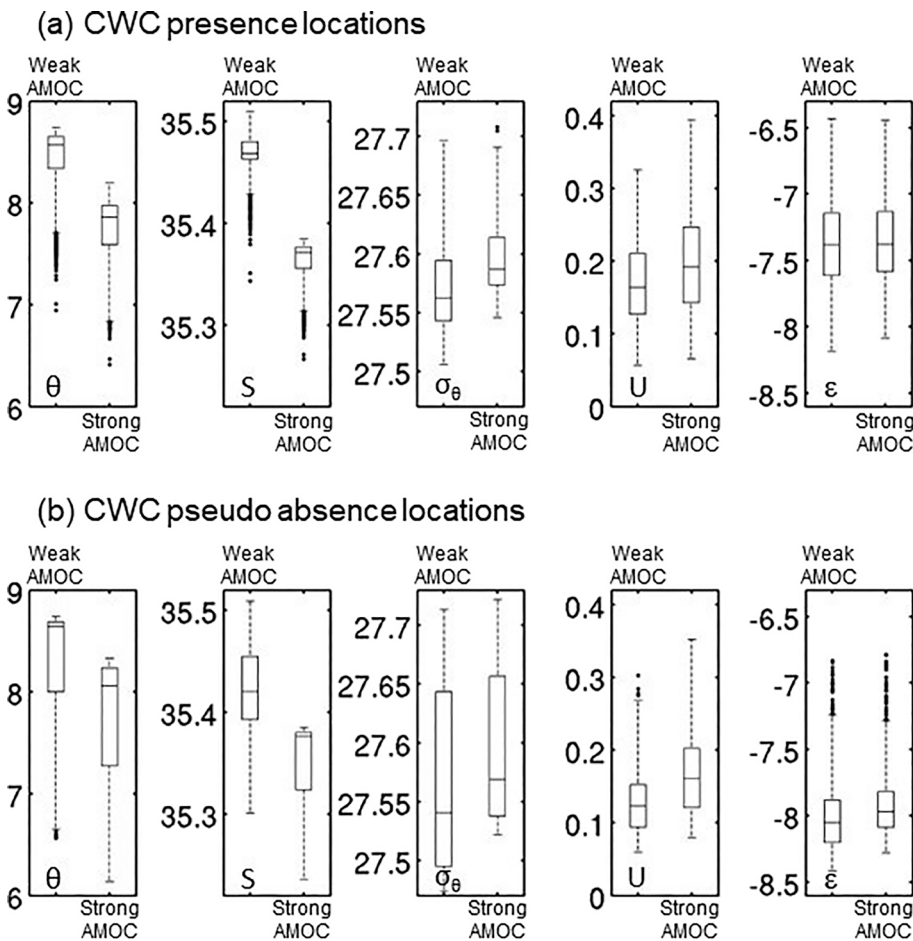 (a) CWC presence locations
Weak AMOC Weak AMOC Weak AMOC Weak AMOC Weak AMOC
9 8 7 6
35.5 35.4 35.3
27.7 27.65 27.6 27.55 27.5
0.4 0.3 0.2 0.1 0
-6.5 -7 -7.5 -8 -8.5
θ S σθ U ε
Strong AMOC Strong AMOC Strong AMOC Strong AMOC Strong AMOC
(b) CWC pseudo absence locations
Weak AMOC Weak AMOC Weak AMOC Weak AMOC Weak AMOC
9 8 7 6
35.5 35.4 35.3
27.7 27.65 27.6 27.55 27.5
0.4 0.3 0.2 0.1 0
-6.5 -7 -7.5 -8 -8.5
θ S σθ U ε
Strong AMOC Strong AMOC Strong AMOC Strong AMOC Strong AMOC